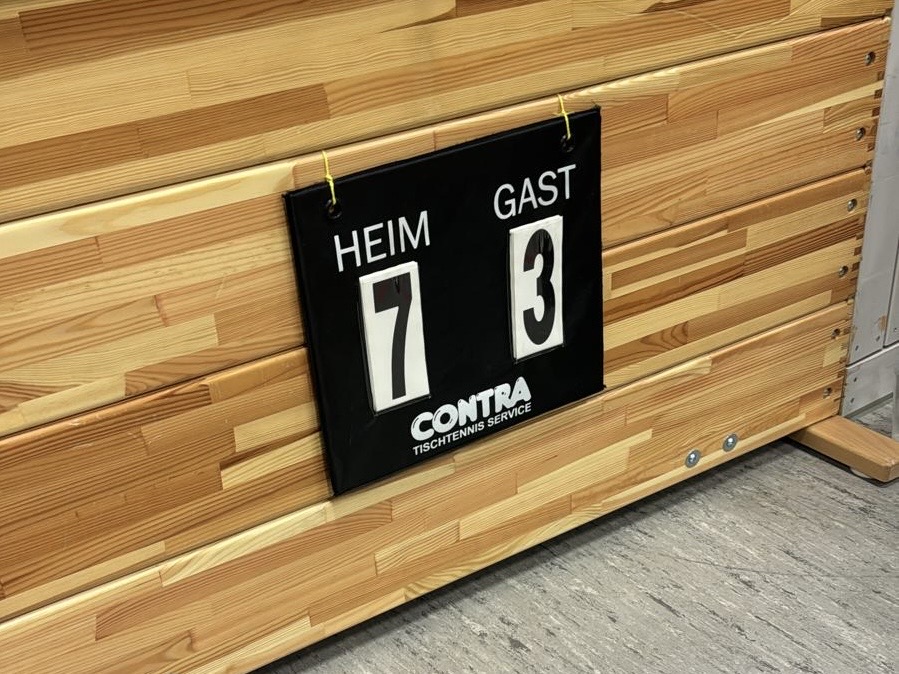 HEIM GAST
7 3
CONTRA
TISCHTENNIS SERVICE